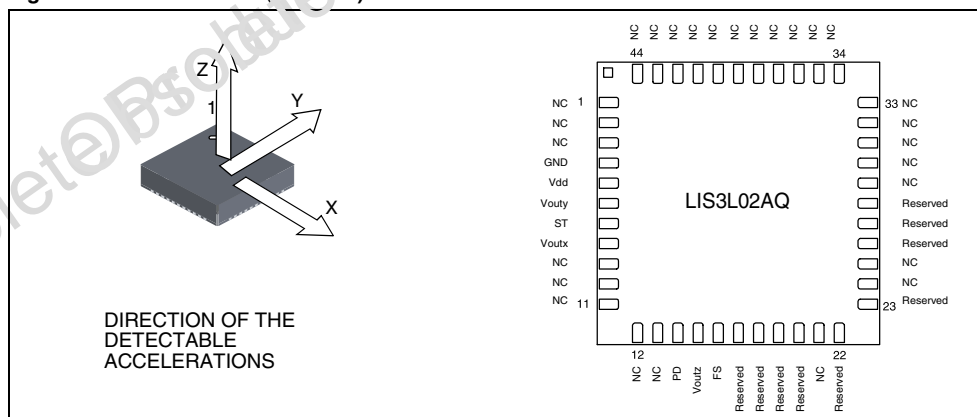 Z
1
Y
X
DIRECTION OF THE
DETECTABLE
ACCELERATIONS
NC NC NC NC NC NC NC NC NC NC NC
44 34
NC 1
NC
NC
GND
Vdd
Vouty
ST
Voutx
NC
NC
NC 11
LIS3L02AQ
33 NC
NC
NC
NC
NC
Reserved
Reserved
Reserved
NC
NC
23 Reserved
12 22
NC NC PD Voutz FS Reserved Reserved Reserved Reserved NC Reserved